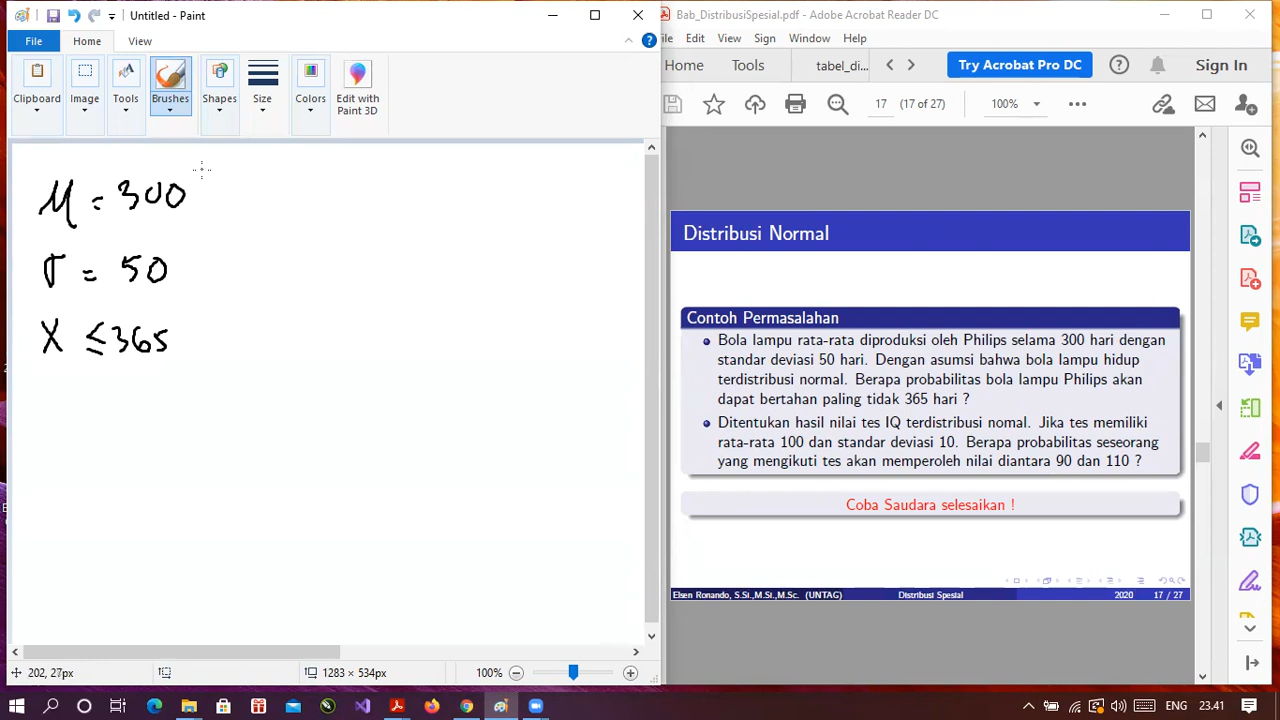 Untitled - Paint
File
Home
View
Clipboard
Image
Tools
Brushes
Shapes
Size
Colors
Edit with
Paint 3D
μ = 300
σ = 50
X ≤ 365
202, 27px
1283 × 534px
100%
Bab_DistribusiSpesial.pdf - Adobe Acrobat Reader DC
ile Edit View Sign Window Help
Home Tools tabel_di... Try Acrobat Pro DC Sign In
17 (17 of 27) 100%
Distribusi Normal
Contoh Permasalahan
Bola lampu rata-rata diproduksi oleh Philips selama 300 hari dengan
standar deviasi 50 hari. Dengan asumsi bahwa bola lampu hidup
terdistribusi normal. Berapa probabilitas bola lampu Philips akan
dapat bertahan paling tidak 365 hari ?
Ditentukan hasil nilai tes IQ terdistribusi nomal. Jika tes memiliki
rata-rata 100 dan standar deviasi 10. Berapa probabilitas seseorang
yang mengikuti tes akan memperoleh nilai diantara 90 dan 110 ?
Coba Saudara selesaikan !
Elsen Ronando, S.Si.,M.Si.,M.Sc. (UNTAG) Distribusi Spesial 2020 17 / 27
ENG 23.41